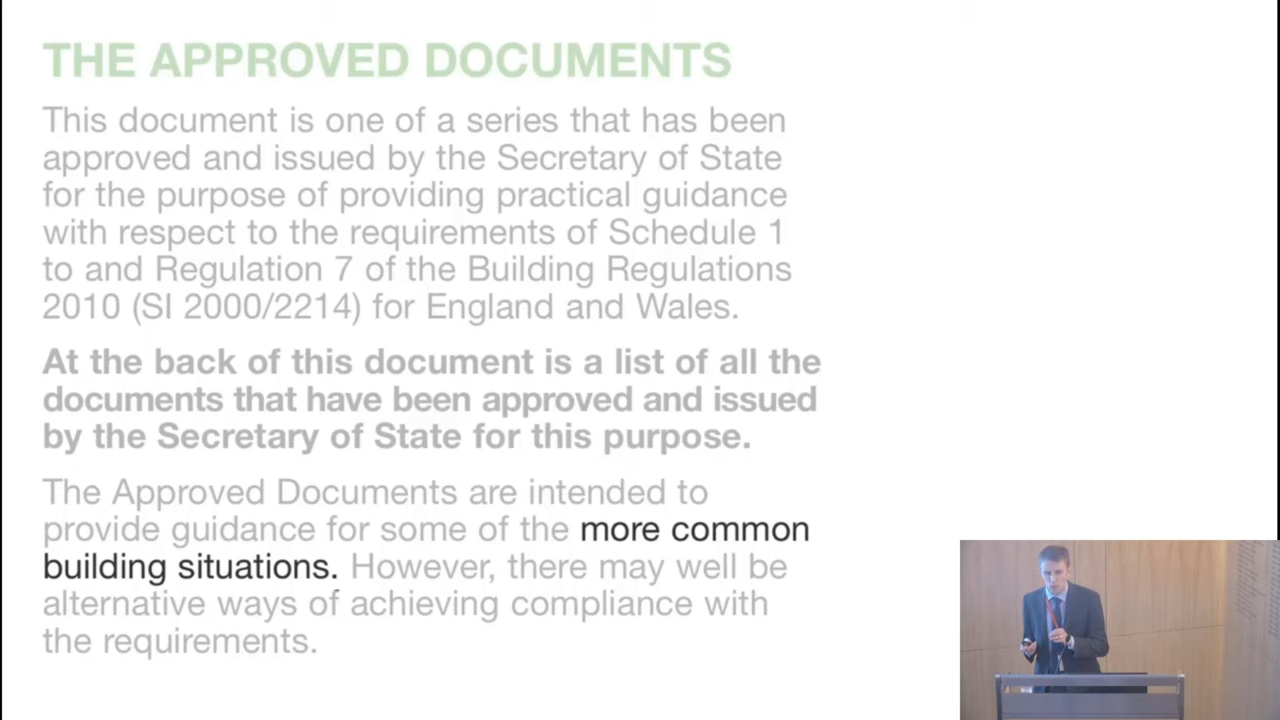 THE APPROVED DOCUMENTS
This document is one of a series that has been
approved and issued by the Secretary of State
for the purpose of providing practical guidance
with respect to the requirements of Schedule 1
to and Regulation 7 of the Building Regulations
2010 (SI 2000/2214) for England and Wales.
At the back of this document is a list of all the
documents that have been approved and issued
by the Secretary of State for this purpose.
The Approved Documents are intended to
provide guidance for some of the more common
building situations. However, there may well be
alternative ways of achieving compliance with
the requirements.